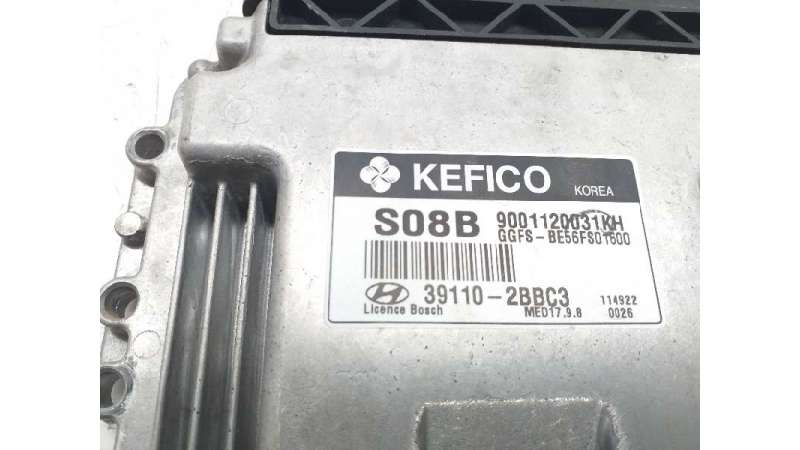 KEFICO KOREA
S08B 9001120031KH
GGFS-BE56FS01600
39110-2BBC3 114922
Licence Bosch MED17.9.8 0026